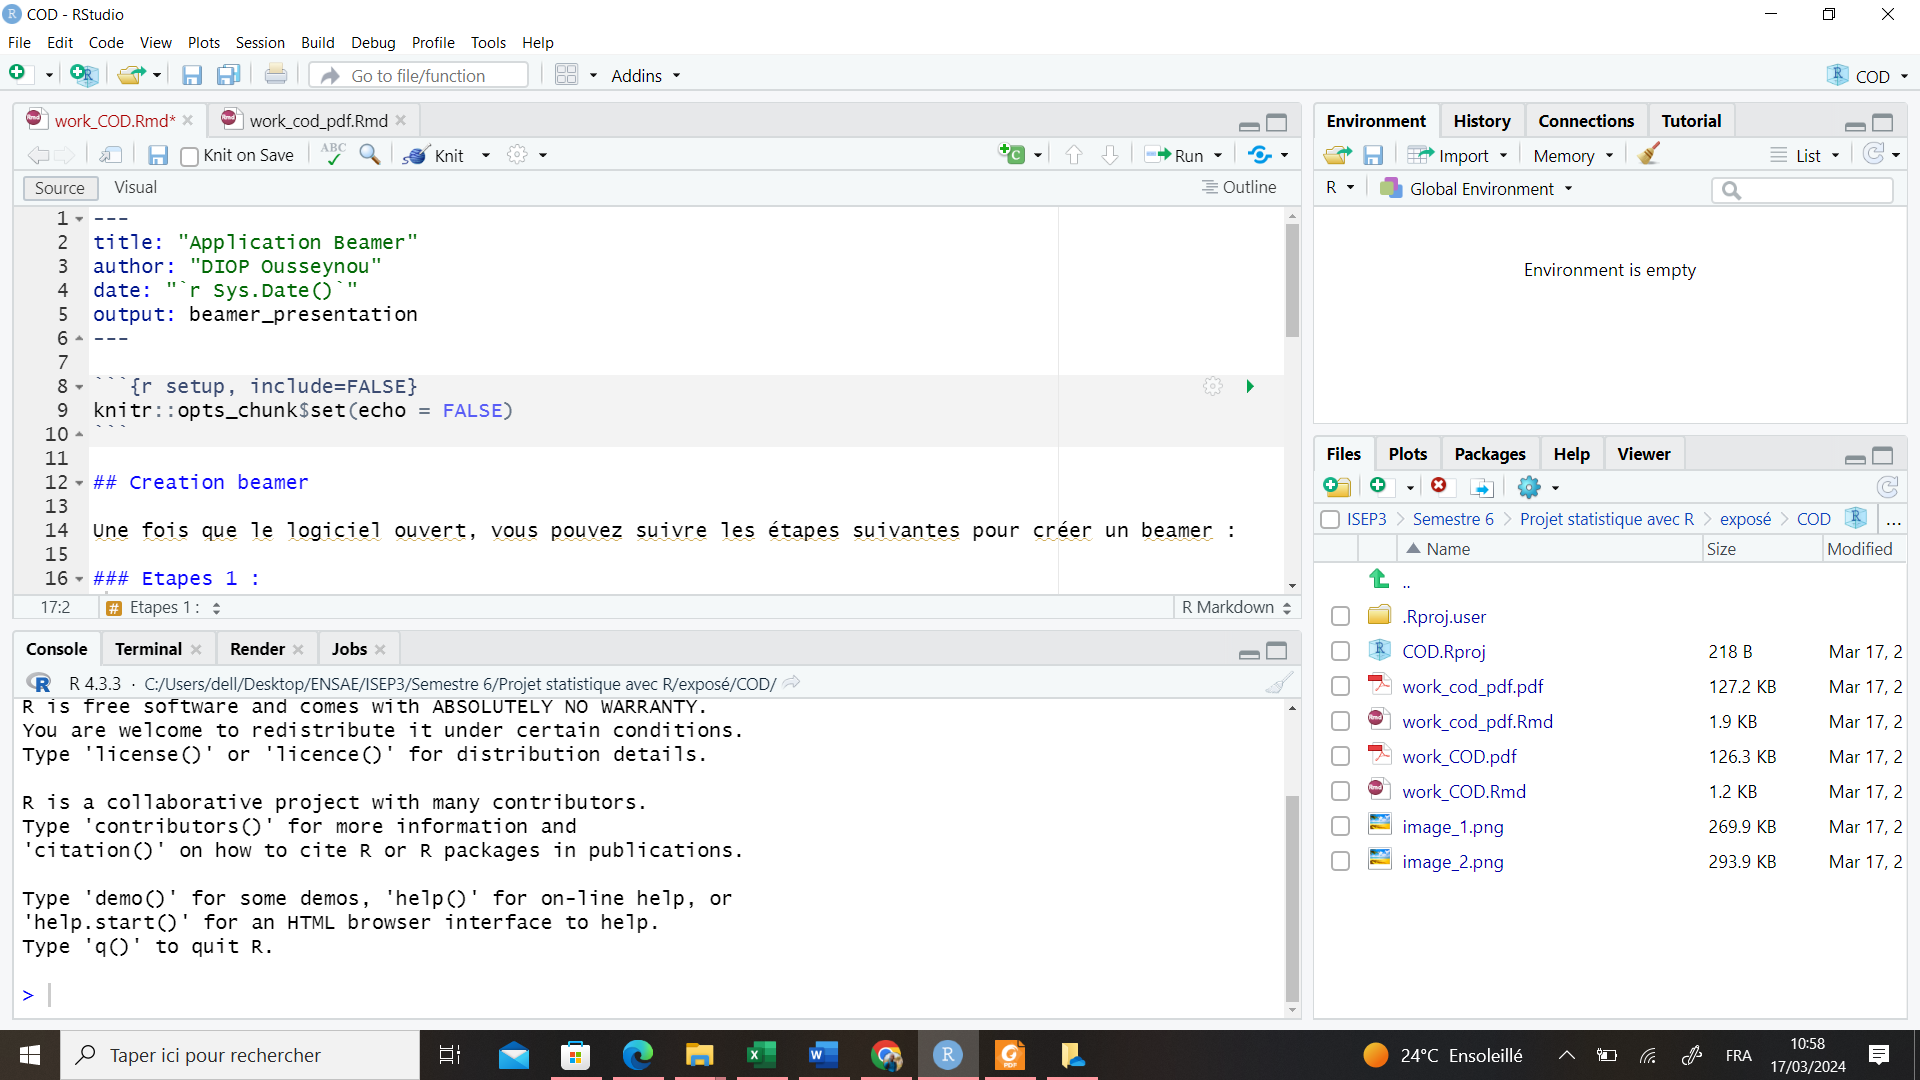 COD - RStudio
File Edit Code View Plots Session Build Debug Profile Tools Help
Go to file/function Addins COD
work_COD.Rmd* work_cod_pdf.Rmd
Knit on Save ABC Knit Run
Source Visual Outline
1 ---
2 title: "Application Beamer"
3 author: "DIOP Ousseynou"
4 date: "`r Sys.Date()`"
5 output: beamer_presentation
6 ---
7
8 ```{r setup, include=FALSE}
9 knitr::opts_chunk$set(echo = FALSE)
10 ```
11
12 ## Creation beamer
13
14 Une fois que le logiciel ouvert, vous pouvez suivre les étapes suivantes pour créer un beamer :
15
16 ### Etapes 1 :
17:2 # Etapes 1 : R Markdown
Console Terminal Render Jobs
R 4.3.3 · C:/Users/dell/Desktop/ENSAE/ISEP3/Semestre 6/Projet statistique avec R/exposé/COD/
R is free software and comes with ABSOLUTELY NO WARRANTY.
You are welcome to redistribute it under certain conditions.
Type 'license()' or 'licence()' for distribution details.
R is a collaborative project with many contributors.
Type 'contributors()' for more information and
'citation()' on how to cite R or R packages in publications.
Type 'demo()' for some demos, 'help()' for on-line help, or
'help.start()' for an HTML browser interface to help.
Type 'q()' to quit R.
>
Environment History Connections Tutorial
Import Memory List
R Global Environment
Environment is empty
Files Plots Packages Help Viewer
ISEP3 Semestre 6 Projet statistique avec R exposé COD ...
Name Size Modified
..
.Rproj.user
COD.Rproj 218 B Mar 17, 2
work_cod_pdf.pdf 127.2 KB Mar 17, 2
work_cod_pdf.Rmd 1.9 KB Mar 17, 2
work_COD.pdf 126.3 KB Mar 17, 2
work_COD.Rmd 1.2 KB Mar 17, 2
image_1.png 269.9 KB Mar 17, 2
image_2.png 293.9 KB Mar 17, 2
Taper ici pour rechercher
24°C Ensoleillé
FRA
10:58
17/03/2024